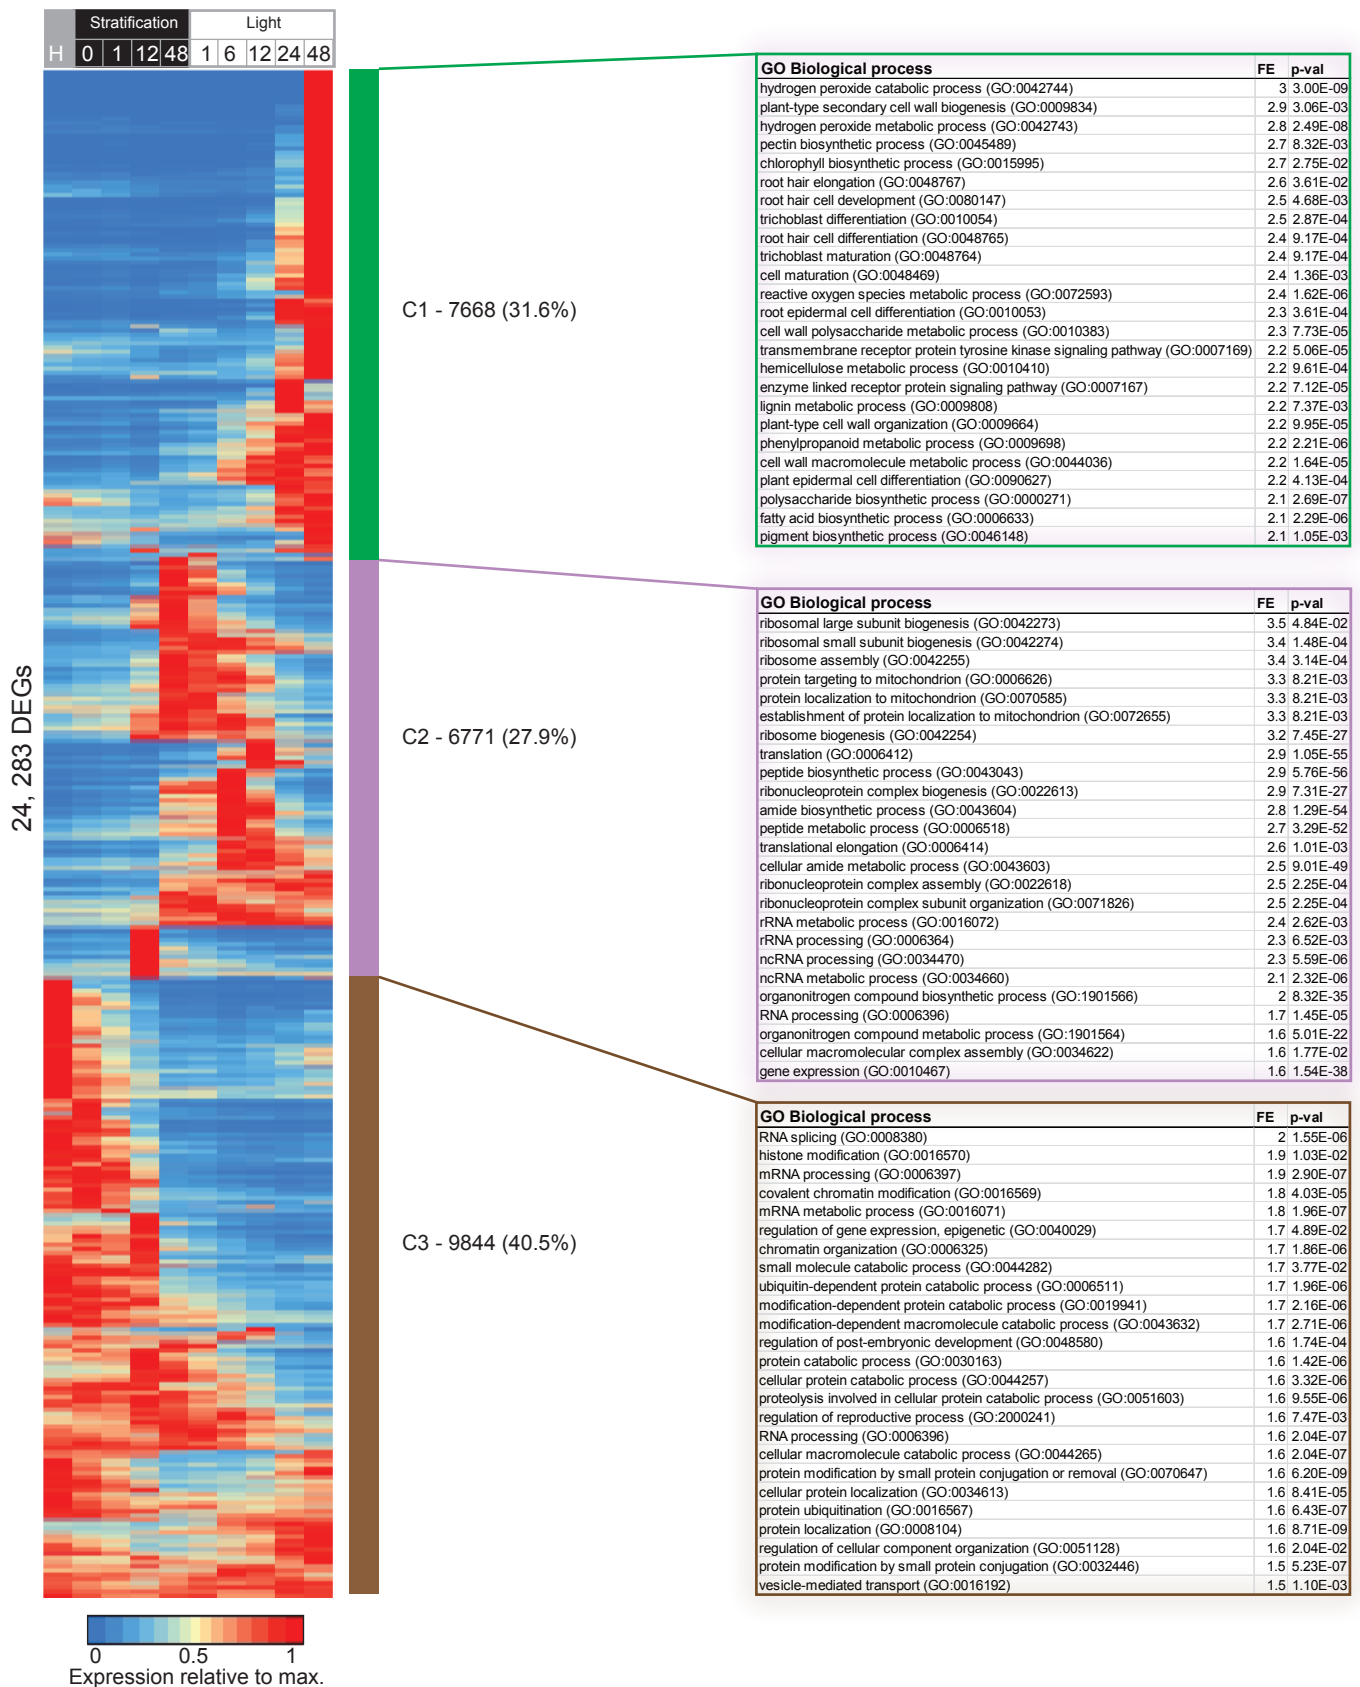 Stratification Light
H 0 1 12 48 1 6 12 24 48
24, 283 DEGs
C1 - 7668 (31.6%)
C2 - 6771 (27.9%)
C3 - 9844 (40.5%)
GO Biological process FE p-val
hydrogen peroxide catabolic process (GO:0042744) 3 3.00E-09
plant-type secondary cell wall biogenesis (GO:0009834) 2.9 3.06E-03
hydrogen peroxide metabolic process (GO:0042743) 2.8 2.49E-08
pectin biosynthetic process (GO:0045489) 2.7 8.32E-03
chlorophyll biosynthetic process (GO:0015995) 2.7 2.75E-02
root hair elongation (GO:0048767) 2.6 3.61E-02
root hair cell development (GO:0080147) 2.5 4.68E-03
trichoblast differentiation (GO:0010054) 2.5 2.87E-04
root hair cell differentiation (GO:0048765) 2.4 9.17E-04
trichoblast maturation (GO:0048764) 2.4 9.17E-04
cell maturation (GO:0048469) 2.4 1.36E-03
reactive oxygen species metabolic process (GO:0072593) 2.4 1.62E-06
root epidermal cell differentiation (GO:0010053) 2.3 3.61E-04
cell wall polysaccharide metabolic process (GO:0010383) 2.3 7.73E-05
transmembrane receptor protein tyrosine kinase signaling pathway (GO:0007169) 2.2 5.06E-05
hemicellulose metabolic process (GO:0010410) 2.2 9.61E-04
enzyme linked receptor protein signaling pathway (GO:0007167) 2.2 7.12E-05
lignin metabolic process (GO:0009808) 2.2 7.37E-03
plant-type cell wall organization (GO:0009664) 2.2 9.95E-05
phenylpropanoid metabolic process (GO:0009698) 2.2 2.21E-06
cell wall macromolecule metabolic process (GO:0044036) 2.2 1.64E-05
plant epidermal cell differentiation (GO:0090627) 2.2 4.13E-04
polysaccharide biosynthetic process (GO:0000271) 2.1 2.69E-07
fatty acid biosynthetic process (GO:0006633) 2.1 2.29E-06
pigment biosynthetic process (GO:0046148) 2.1 1.05E-03
GO Biological process FE p-val
ribosomal large subunit biogenesis (GO:0042273) 3.5 4.84E-02
ribosomal small subunit biogenesis (GO:0042274) 3.4 1.48E-04
ribosome assembly (GO:0042255) 3.4 3.14E-04
protein targeting to mitochondrion (GO:0006626) 3.3 8.21E-03
protein localization to mitochondrion (GO:0070585) 3.3 8.21E-03
establishment of protein localization to mitochondrion (GO:0072655) 3.3 8.21E-03
ribosome biogenesis (GO:0042254) 3.2 7.45E-27
translation (GO:0006412) 2.9 1.05E-55
peptide biosynthetic process (GO:0043043) 2.9 5.76E-56
ribonucleoprotein complex biogenesis (GO:0022613) 2.9 7.31E-27
amide biosynthetic process (GO:0043604) 2.8 1.29E-54
peptide metabolic process (GO:0006518) 2.7 3.29E-52
translational elongation (GO:0006414) 2.6 1.01E-03
cellular amide metabolic process (GO:0043603) 2.5 9.01E-49
ribonucleoprotein complex assembly (GO:0022618) 2.5 2.25E-04
ribonucleoprotein complex subunit organization (GO:0071826) 2.5 2.25E-04
rRNA metabolic process (GO:0016072) 2.4 2.62E-03
rRNA processing (GO:0006364) 2.3 6.52E-03
ncRNA processing (GO:0034470) 2.3 5.59E-06
ncRNA metabolic process (GO:0034660) 2.1 2.32E-06
organonitrogen compound biosynthetic process (GO:1901566) 2 8.32E-35
RNA processing (GO:0006396) 1.7 1.45E-05
organonitrogen compound metabolic process (GO:1901564) 1.6 5.01E-22
cellular macromolecular complex assembly (GO:0034622) 1.6 1.77E-02
gene expression (GO:0010467) 1.6 1.54E-38
GO Biological process FE p-val
RNA splicing (GO:0008380) 2 1.55E-06
histone modification (GO:0016570) 1.9 1.03E-02
mRNA processing (GO:0006397) 1.9 2.90E-07
covalent chromatin modification (GO:0016569) 1.8 4.03E-05
mRNA metabolic process (GO:0016071) 1.8 1.96E-07
regulation of gene expression, epigenetic (GO:0040029) 1.7 4.89E-02
chromatin organization (GO:0006325) 1.7 1.86E-06
small molecule catabolic process (GO:0044282) 1.7 3.77E-02
ubiquitin-dependent protein catabolic process (GO:0006511) 1.7 1.96E-06
modification-dependent protein catabolic process (GO:0019941) 1.7 2.16E-06
modification-dependent macromolecule catabolic process (GO:0043632) 1.7 2.71E-06
regulation of post-embryonic development (GO:0048580) 1.6 1.74E-04
protein catabolic process (GO:0030163) 1.6 1.42E-06
cellular protein catabolic process (GO:0044257) 1.6 3.32E-06
proteolysis involved in cellular protein catabolic process (GO:0051603) 1.6 9.55E-06
regulation of reproductive process (GO:2000241) 1.6 7.47E-03
RNA processing (GO:0006396) 1.6 2.04E-07
cellular macromolecule catabolic process (GO:0044265) 1.6 2.04E-07
protein modification by small protein conjugation or removal (GO:0070647) 1.6 6.20E-09
cellular protein localization (GO:0034613) 1.6 8.41E-05
protein ubiquitination (GO:0016567) 1.6 6.43E-07
protein localization (GO:0008104) 1.6 8.71E-09
regulation of cellular component organization (GO:0051128) 1.6 2.04E-02
protein modification by small protein conjugation (GO:0032446) 1.5 5.23E-07
vesicle-mediated transport (GO:0016192) 1.5 1.10E-03
0 0.5 1
Expression relative to max.